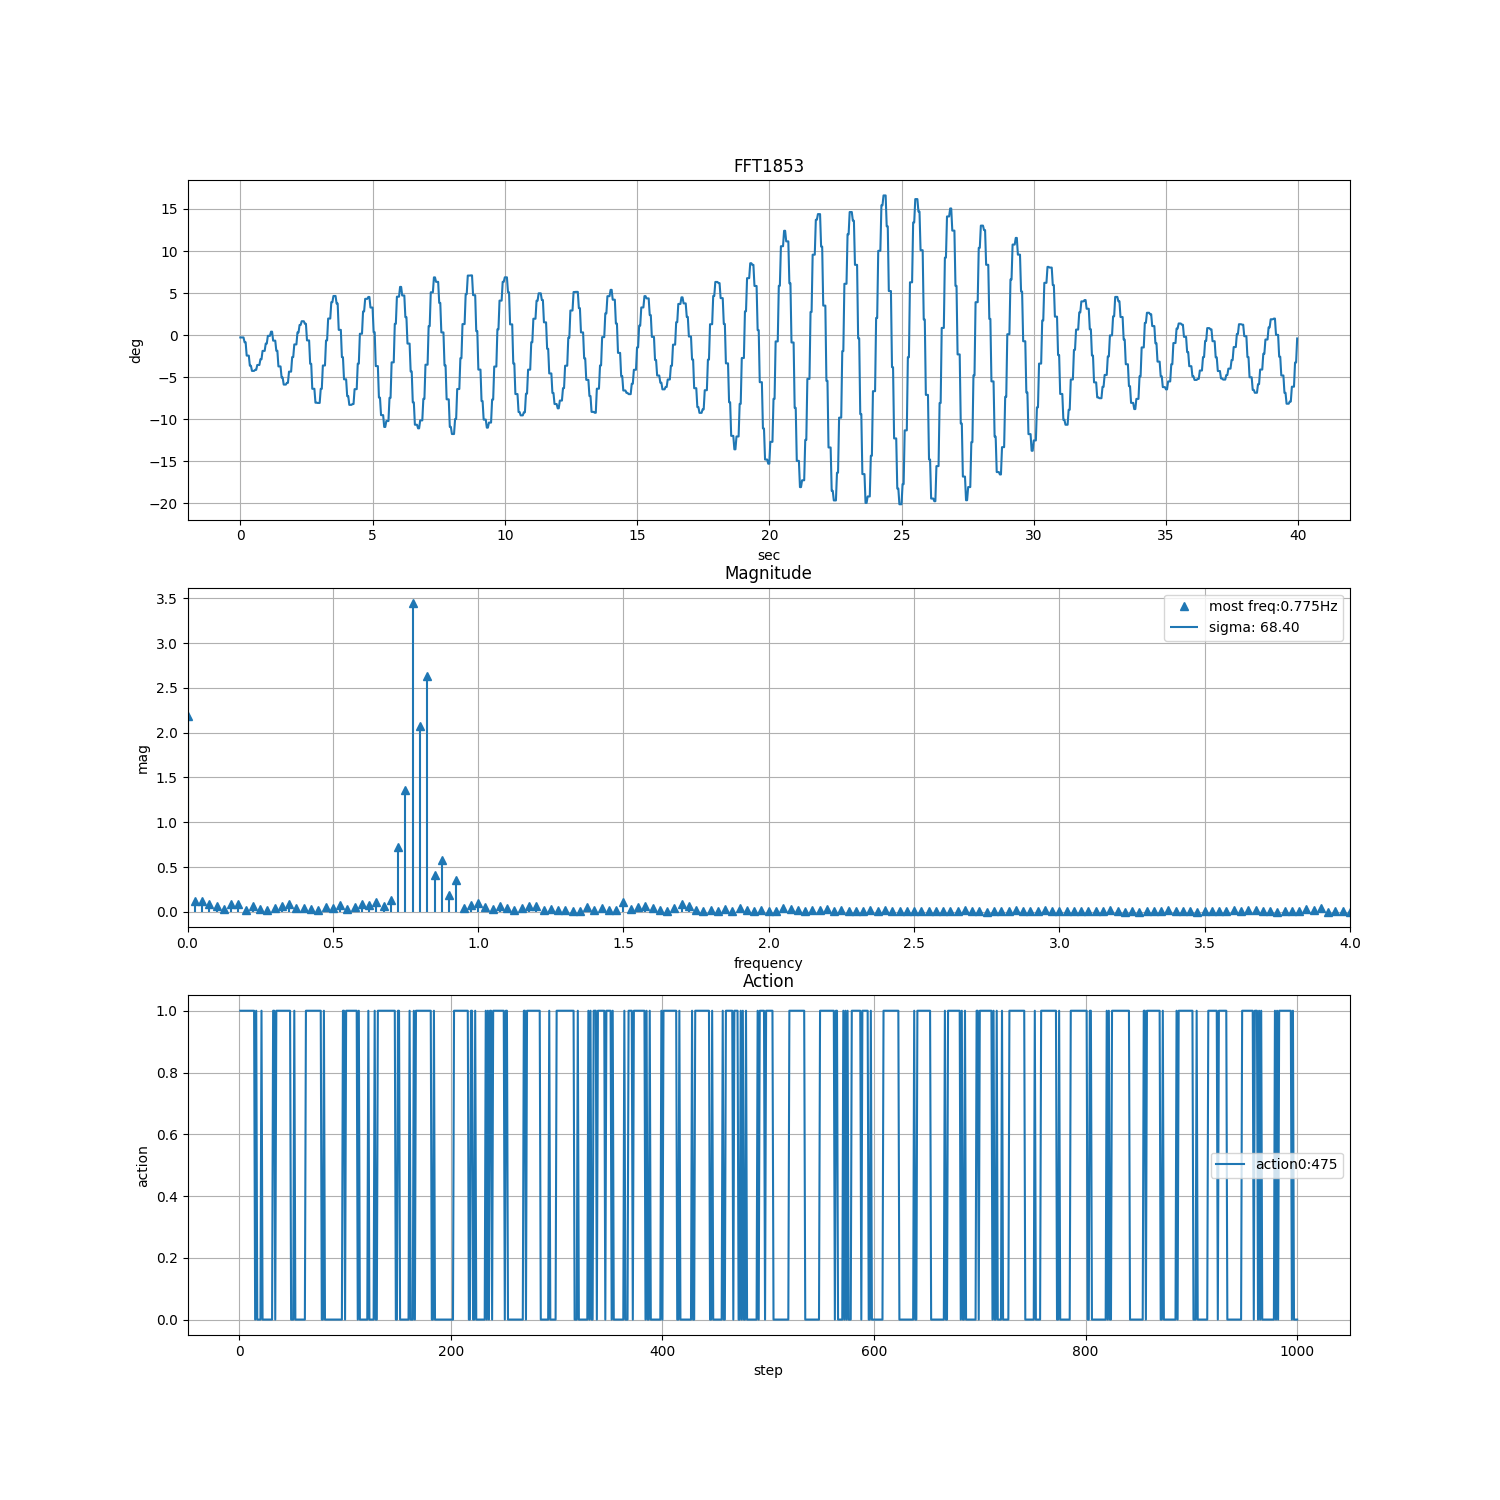 FFT1853
15
10
5
0
−5
−10
−15
−20
deg
0 5 10 15 20 25 30 35 40
sec
Magnitude
3.5
3.0
2.5
2.0
1.5
1.0
0.5
0.0
mag
most freq:0.775Hz
sigma: 68.40
0.0 0.5 1.0 1.5 2.0 2.5 3.0 3.5 4.0
frequency
Action
1.0
0.8
0.6
0.4
0.2
0.0
action
action0:475
0 200 400 600 800 1000
step